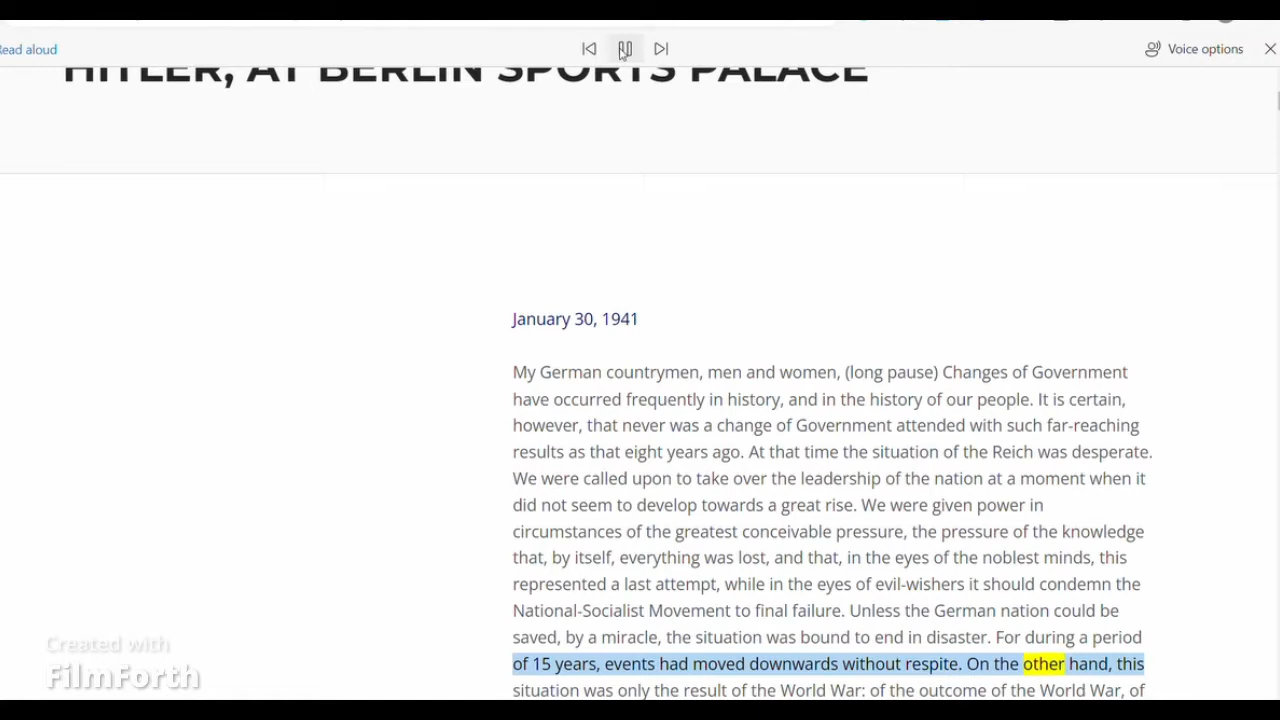 Read aloud
Voice options
HITLER, AT BERLIN SPORTS PALACE
January 30, 1941
My German countrymen, men and women, (long pause) Changes of Government
have occurred frequently in history, and in the history of our people. It is certain,
however, that never was a change of Government attended with such far-reaching
results as that eight years ago. At that time the situation of the Reich was desperate.
We were called upon to take over the leadership of the nation at a moment when it
did not seem to develop towards a great rise. We were given power in
circumstances of the greatest conceivable pressure, the pressure of the knowledge
that, by itself, everything was lost, and that, in the eyes of the noblest minds, this
represented a last attempt, while in the eyes of evil-wishers it should condemn the
National-Socialist Movement to final failure. Unless the German nation could be
saved, by a miracle, the situation was bound to end in disaster. For during a period
of 15 years, events had moved downwards without respite. On the other hand, this
situation was only the result of the World War: of the outcome of the World War, of
Created with
FilmForth